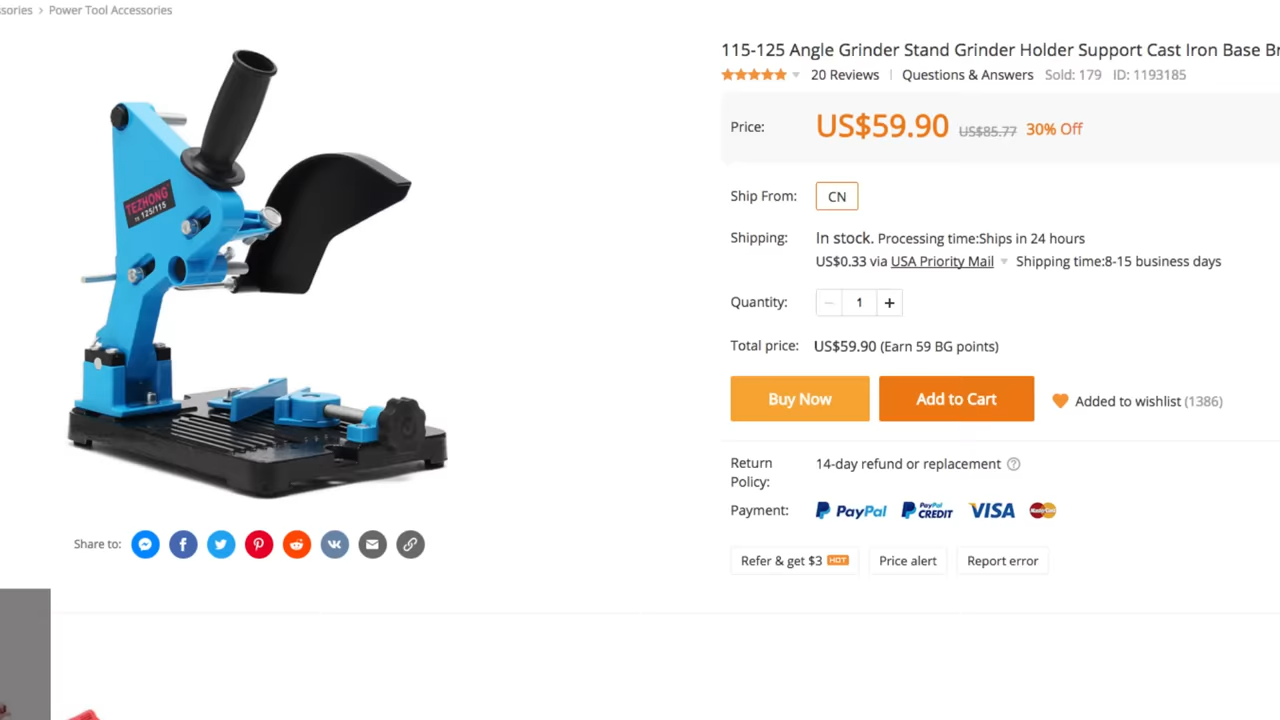 ssories > Power Tool Accessories
115-125 Angle Grinder Stand Grinder Holder Support Cast Iron Base Br
20 Reviews | Questions & Answers Sold: 179 ID: 1193185
Price: US$59.90 US$85.77 30% Off
Ship From: CN
Shipping: In stock. Processing time:Ships in 24 hours
US$0.33 via USA Priority Mail Shipping time:8-15 business days
Quantity: − 1 +
Total price: US$59.90 (Earn 59 BG points)
Buy Now Add to Cart Added to wishlist (1386)
Return Policy: 14-day refund or replacement ?
Payment: PayPal PayPal CREDIT VISA MasterCard
Refer & get $3 HOT Price alert Report error
TEZHONG
TS 125/115
Share to: